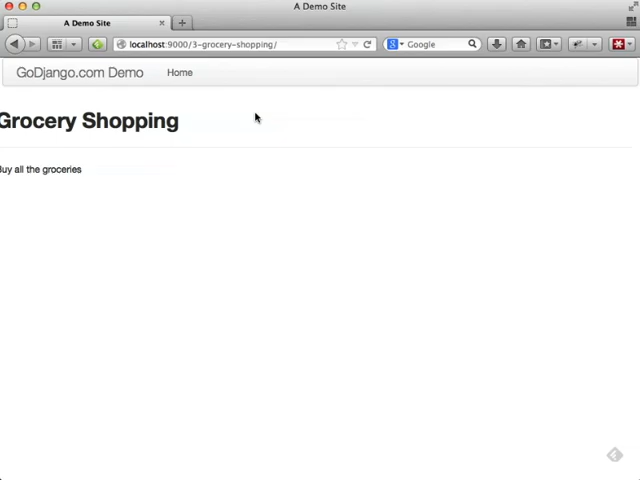 A Demo Site
A Demo Site
localhost:9000/3-grocery-shopping/
Google
GoDjango.com Demo
Home
Grocery Shopping
Buy all the groceries